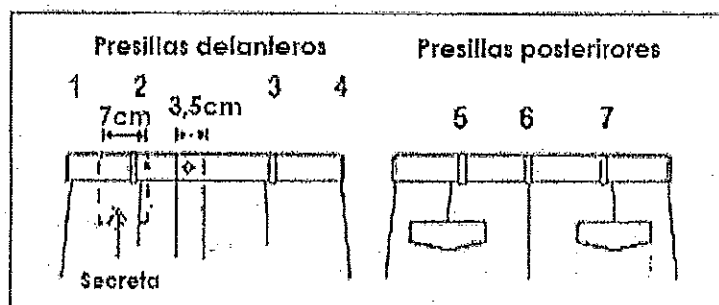 Presillas delanteros
1 2 3 4
7cm 3,5cm
Secreta
Presillas posterirores
5 6 7